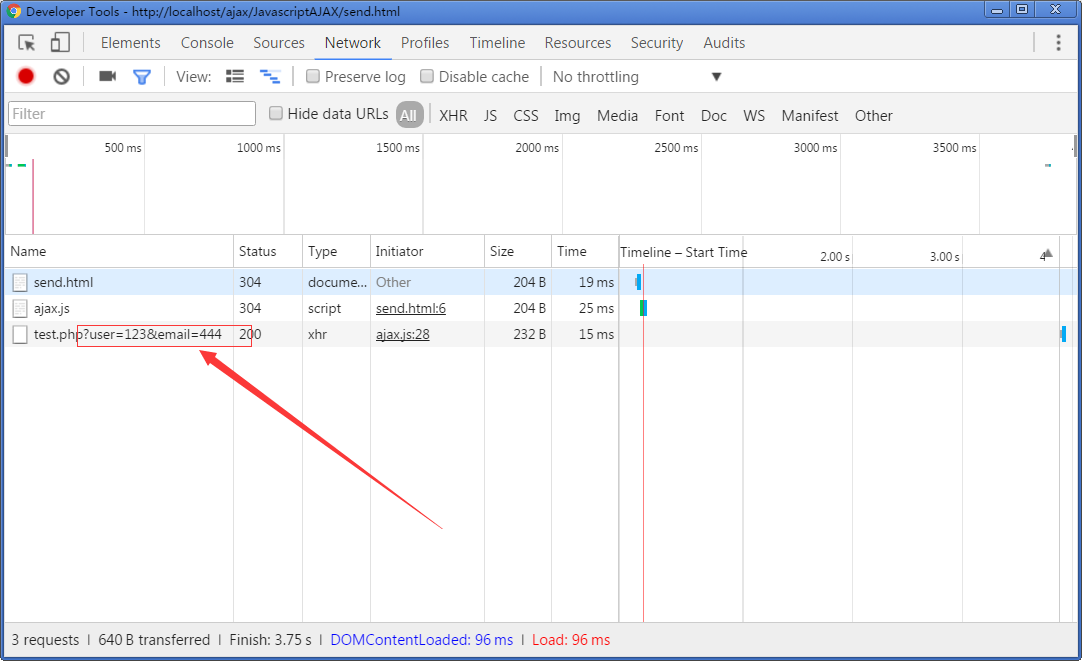 Developer Tools - http://localhost/ajax/JavascriptAJAX/send.html
Elements Console Sources Network Profiles Timeline Resources Security Audits
View: Preserve log Disable cache No throttling
Filter Hide data URLs All XHR JS CSS Img Media Font Doc WS Manifest Other
500 ms 1000 ms 1500 ms 2000 ms 2500 ms 3000 ms 3500 ms
Name Status Type Initiator Size Time Timeline – Start Time 2.00 s 3.00 s 4
send.html 304 docume... Other 204 B 19 ms
ajax.js 304 script send.html:6 204 B 25 ms
test.php?user=123&email=444 200 xhr ajax.js:28 232 B 15 ms
3 requests | 640 B transferred | Finish: 3.75 s | DOMContentLoaded: 96 ms | Load: 96 ms